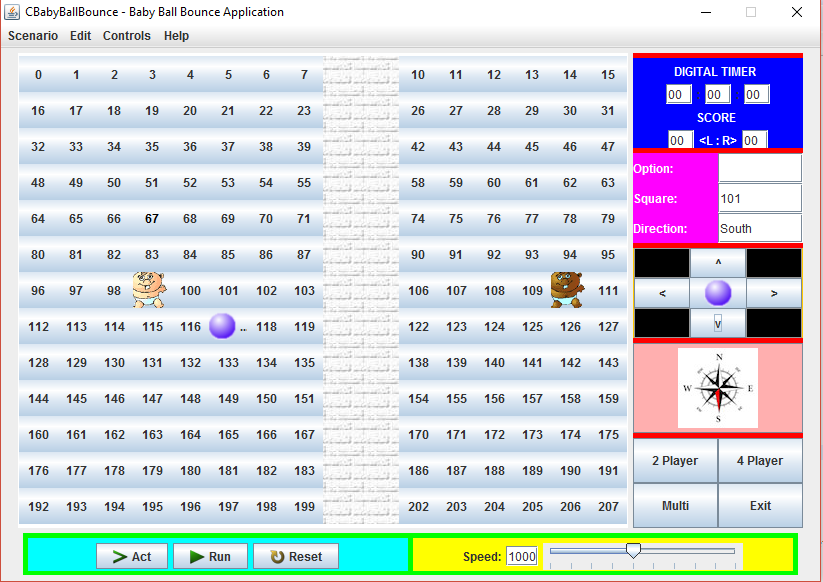 CBabyBallBounce - Baby Ball Bounce Application
Scenario Edit Controls Help
0 1 2 3 4 5 6 7 10 11 12 13 14 15
16 17 18 19 20 21 22 23 26 27 28 29 30 31
32 33 34 35 36 37 38 39 42 43 44 45 46 47
48 49 50 51 52 53 54 55 58 59 60 61 62 63
64 65 66 67 68 69 70 71 74 75 76 77 78 79
80 81 82 83 84 85 86 87 90 91 92 93 94 95
96 97 98 100 101 102 103 106 107 108 109 111
112 113 114 115 116 .. 118 119 122 123 124 125 126 127
128 129 130 131 132 133 134 135 138 139 140 141 142 143
144 145 146 147 148 149 150 151 154 155 156 157 158 159
160 161 162 163 164 165 166 167 170 171 172 173 174 175
176 177 178 179 180 181 182 183 186 187 188 189 190 191
192 193 194 195 196 197 198 199 202 203 204 205 206 207
DIGITAL TIMER
00 : 00 : 00
SCORE
00 <L : R> 00
Option:
Square: 101
Direction: South
^
< >
v
N
W E
S
2 Player 4 Player
Multi Exit
> Act Run Reset Speed: 1000